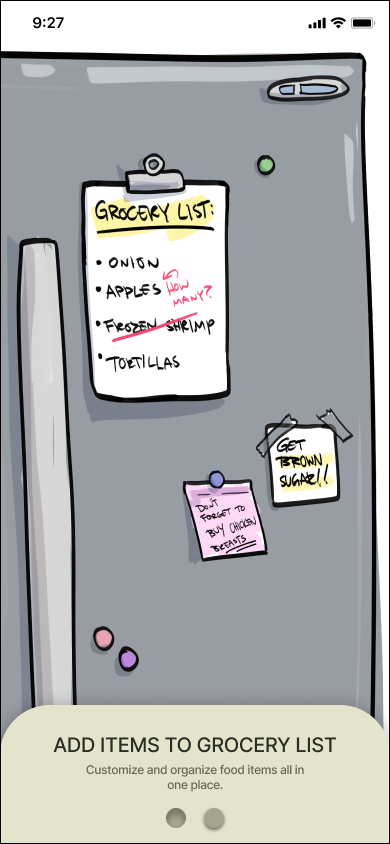 9:27
GROCERY LIST:
• ONION
• APPLES HOW
MANY?
• FROZEN SHRIMP
• TORTILLAS
GET
BROWN
SUGAR!!
DON'T
FORGET TO
BUY CHICKEN
BREASTS
ADD ITEMS TO GROCERY LIST
Customize and organize food items all in
one place.